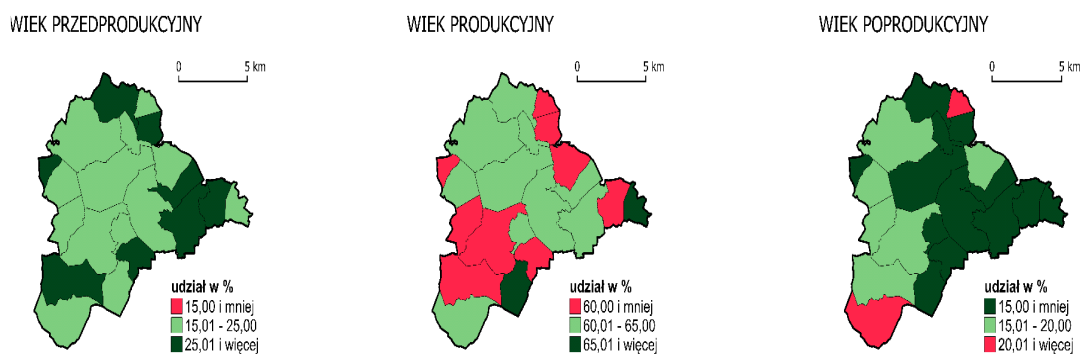 WIEK PRZEDPRODUKCYJNY
0 5 km
udział w %
15,00 i mniej
15,01 - 25,00
25,01 i więcej
WIEK PRODUKCYJNY
0 5 km
udział w %
60,00 i mniej
60,01 - 65,00
65,01 i więcej
WIEK POPRODUKCYJNY
0 5 km
udział w %
15,00 i mniej
15,01 - 20,00
20,01 i więcej